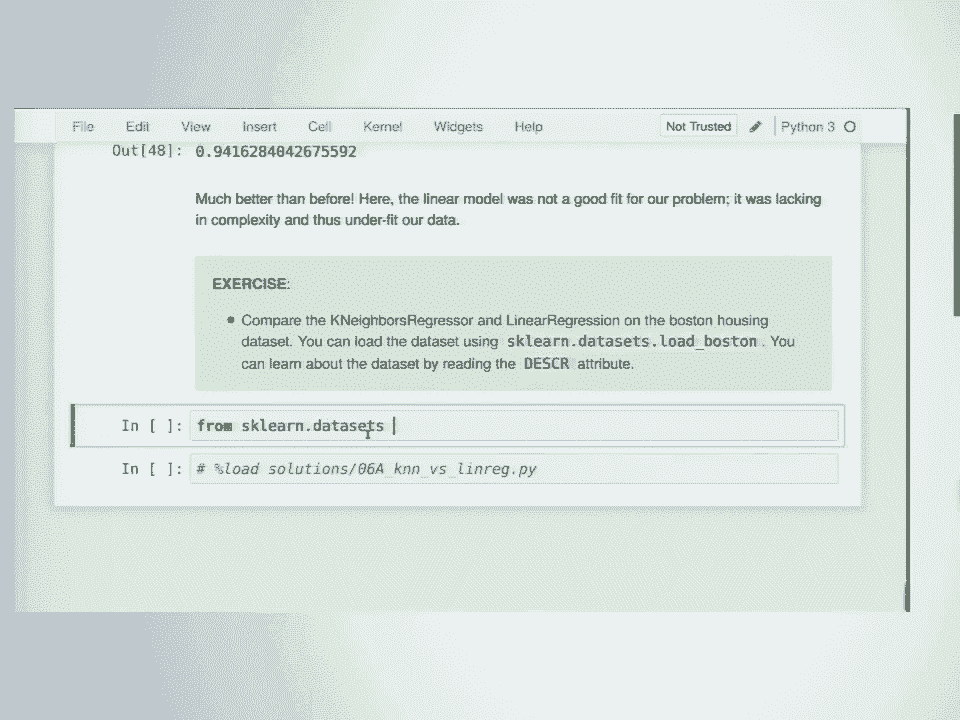 File Edit View Insert Cell Kernel Widgets Help Not Trusted Python 3
Out[48]: 0.9416284042675592
Much better than before! Here, the linear model was not a good fit for our problem; it was lacking
in complexity and thus under-fit our data.
EXERCISE:
Compare the KNeighborsRegressor and LinearRegression on the boston housing
dataset. You can load the dataset using sklearn.datasets.load_boston . You
can learn about the dataset by reading the DESCR attribute.
In [ ]: from sklearn.datasets
In [ ]: # %load solutions/06A_knn_vs_linreg.py